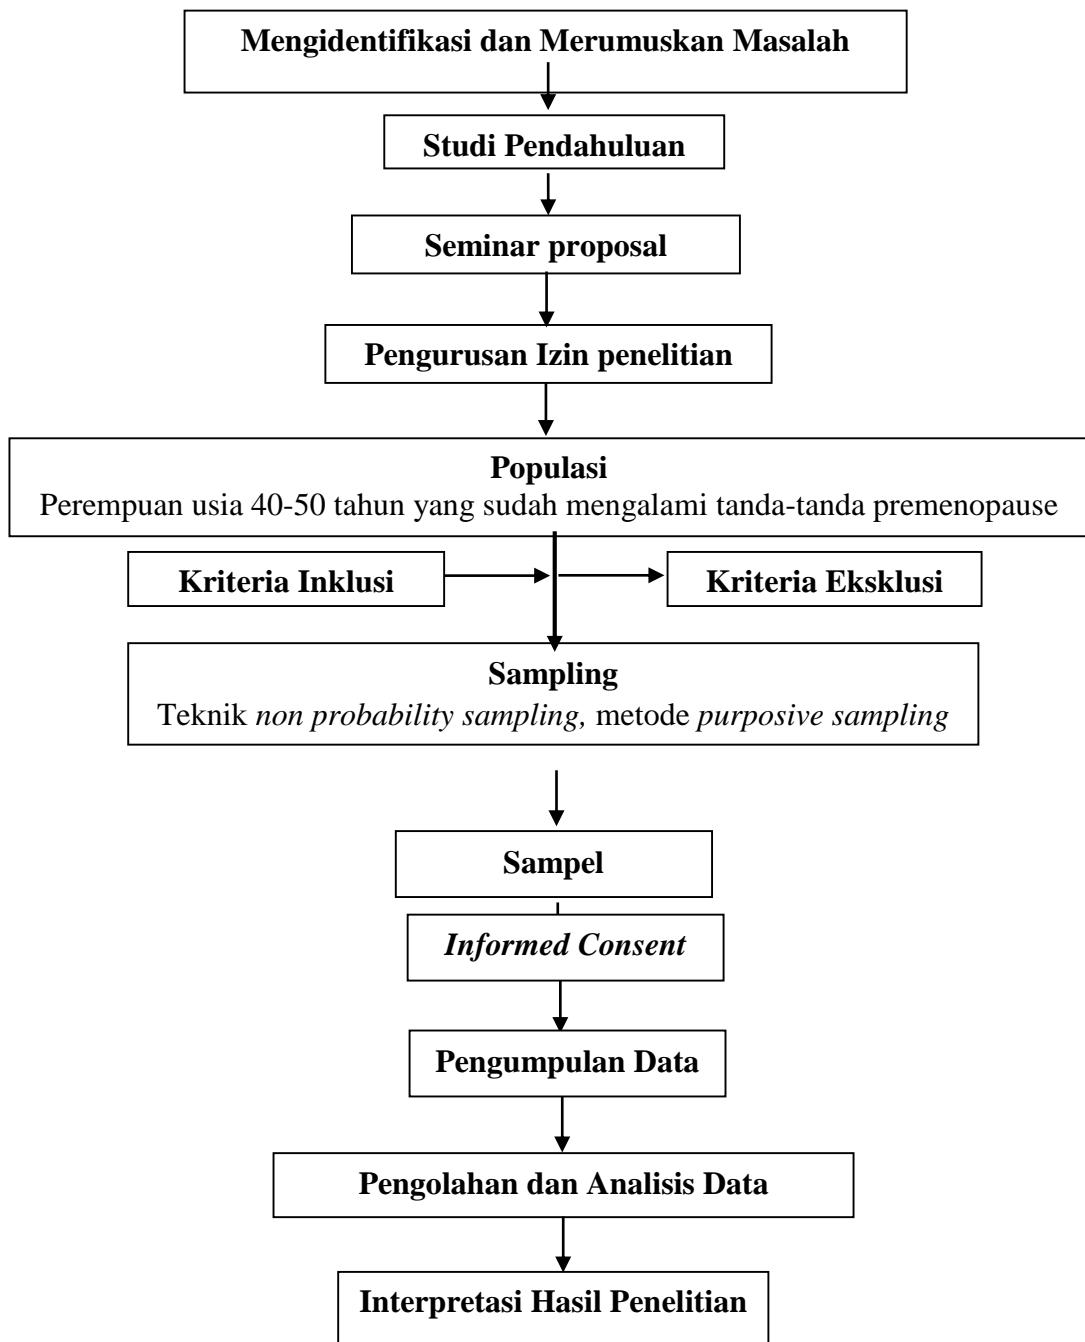 Mengidentifikasi dan Merumuskan Masalah
Studi Pendahuluan
Seminar proposal
Pengurusan Izin penelitian
Populasi
Perempuan usia 40-50 tahun yang sudah mengalami tanda-tanda premenopause
Kriteria Inklusi
Kriteria Eksklusi
Sampling
Teknik non probability sampling, metode purposive sampling
Sampel
Informed Consent
Pengumpulan Data
Pengolahan dan Analisis Data
Interpretasi Hasil Penelitian